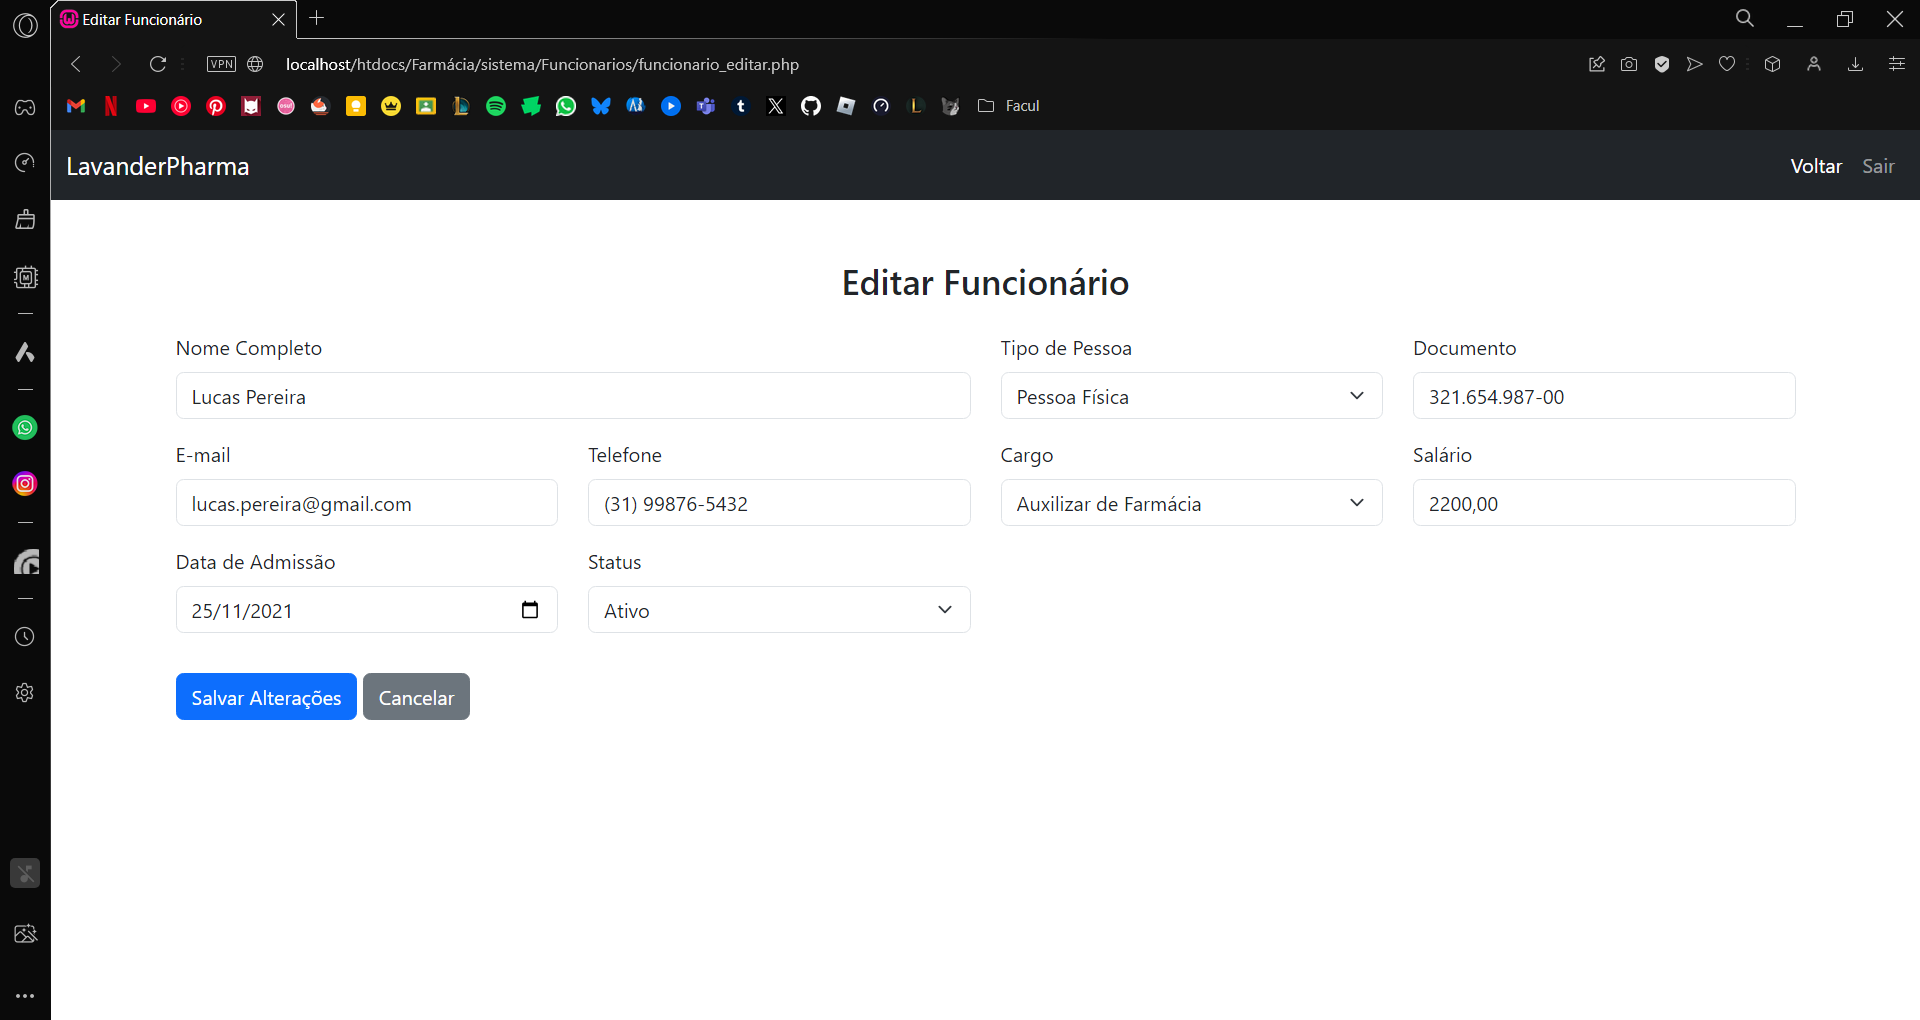 Editar Funcionário
VPN localhost/htdocs/Farmácia/sistema/Funcionarios/funcionario_editar.php
Facul
LavanderPharma Voltar Sair
Editar Funcionário
Nome Completo Tipo de Pessoa Documento
Lucas Pereira Pessoa Física 321.654.987-00
E-mail Telefone Cargo Salário
lucas.pereira@gmail.com (31) 99876-5432 Auxilizar de Farmácia 2200,00
Data de Admissão Status
25/11/2021 Ativo
Salvar Alterações Cancelar